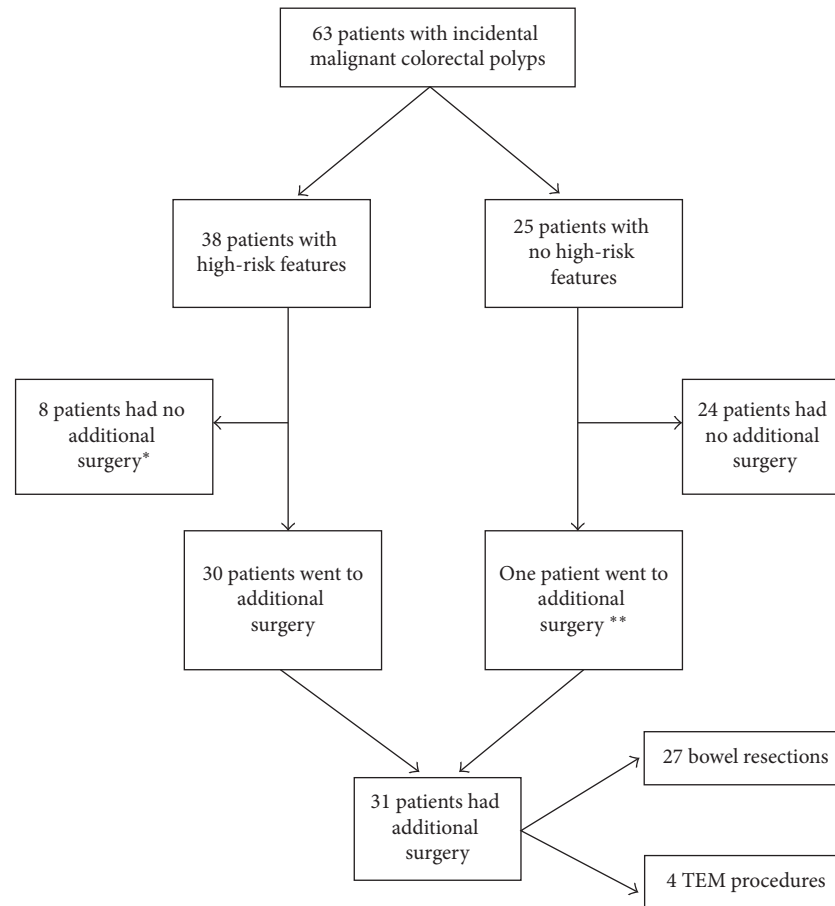 63 patients with incidental
malignant colorectal polyps
38 patients with
high-risk features
25 patients with
no high-risk
features
8 patients had no
additional
surgery*
24 patients had
no additional
surgery
30 patients went to
additional
surgery
One patient went to
additional
surgery **
31 patients had
additional
surgery
27 bowel resections
4 TEM procedures